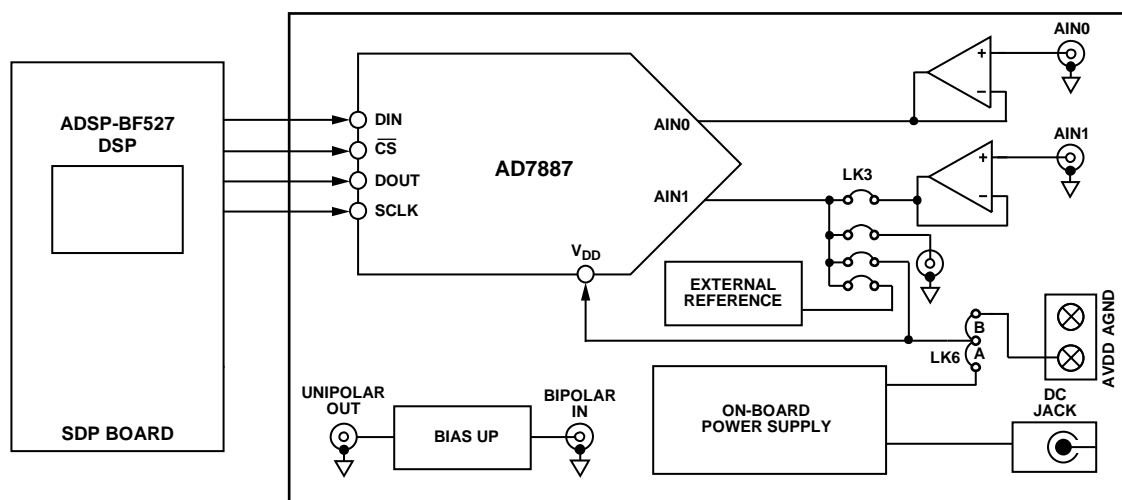 ADSP-BF527
DSP
SDP BOARD
DIN
CS
DOUT
SCLK
AD7887
AIN0
AIN1
VDD
AIN0
AIN1
LK3
EXTERNAL
REFERENCE
B
A
LK6
AVDD AGND
UNIPOLAR
OUT
BIAS UP
BIPOLAR
IN
ON-BOARD
POWER SUPPLY
DC
JACK